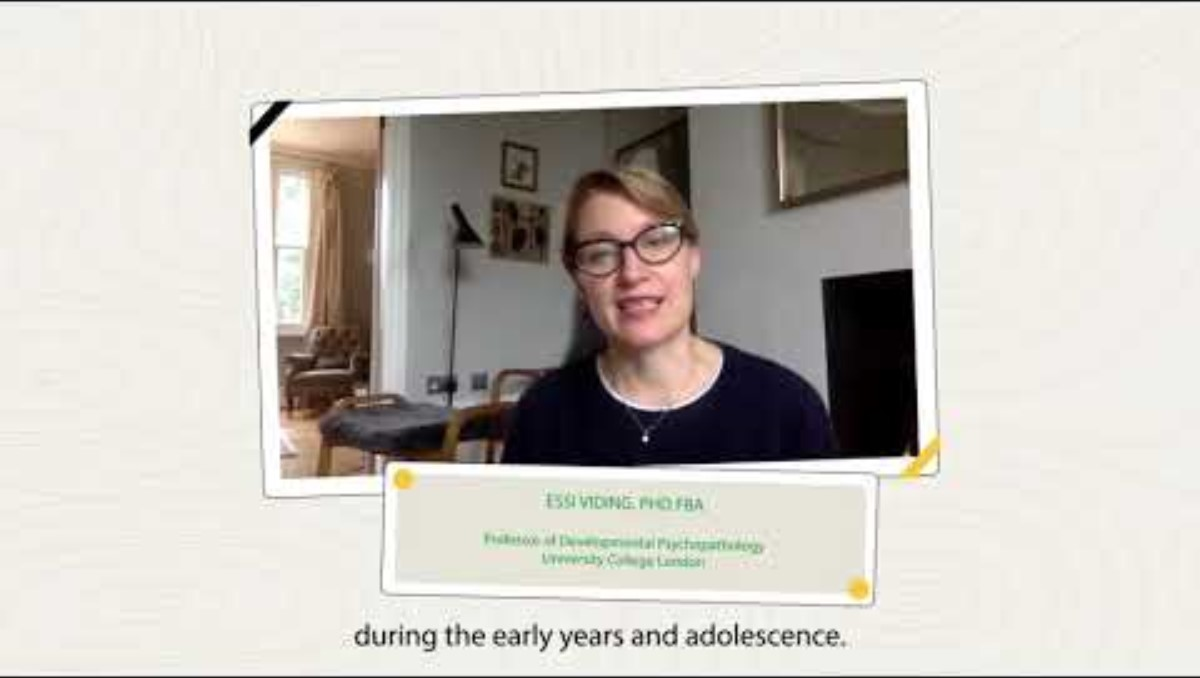 ESSI VIDING, PHD FBA
Professor of Developmental Psychopathology
University College London
during the early years and adolescence.